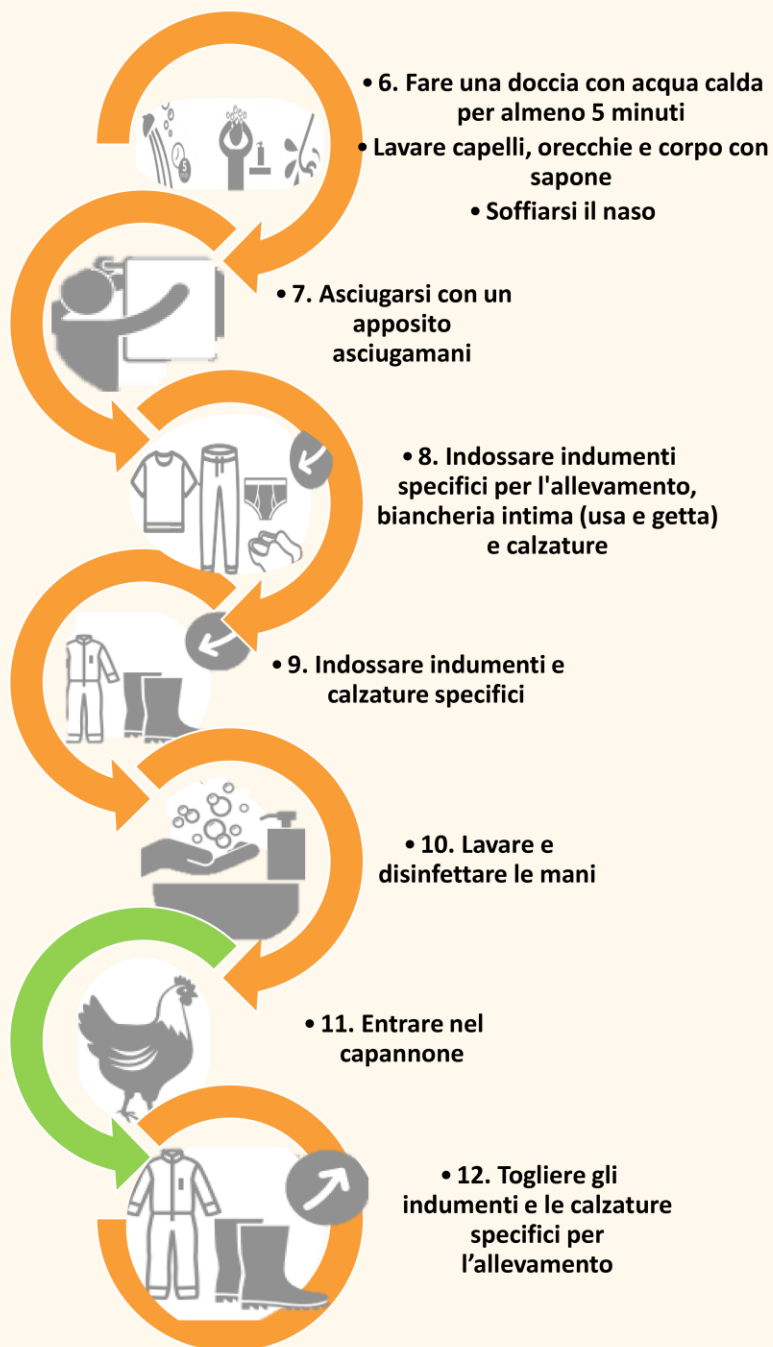 • 6. Fare una doccia con acqua calda
per almeno 5 minuti
• Lavare capelli, orecchie e corpo con
sapone
• Soffiarsi il naso
5
• 7. Asciugarsi con un
apposito
asciugamani
• 8. Indossare indumenti
specifici per l'allevamento,
biancheria intima (usa e getta)
e calzature
• 9. Indossare indumenti e
calzature specifici
• 10. Lavare e
disinfettare le mani
• 11. Entrare nel
capannone
• 12. Togliere gli
indumenti e le calzature
specifici per
l’allevamento